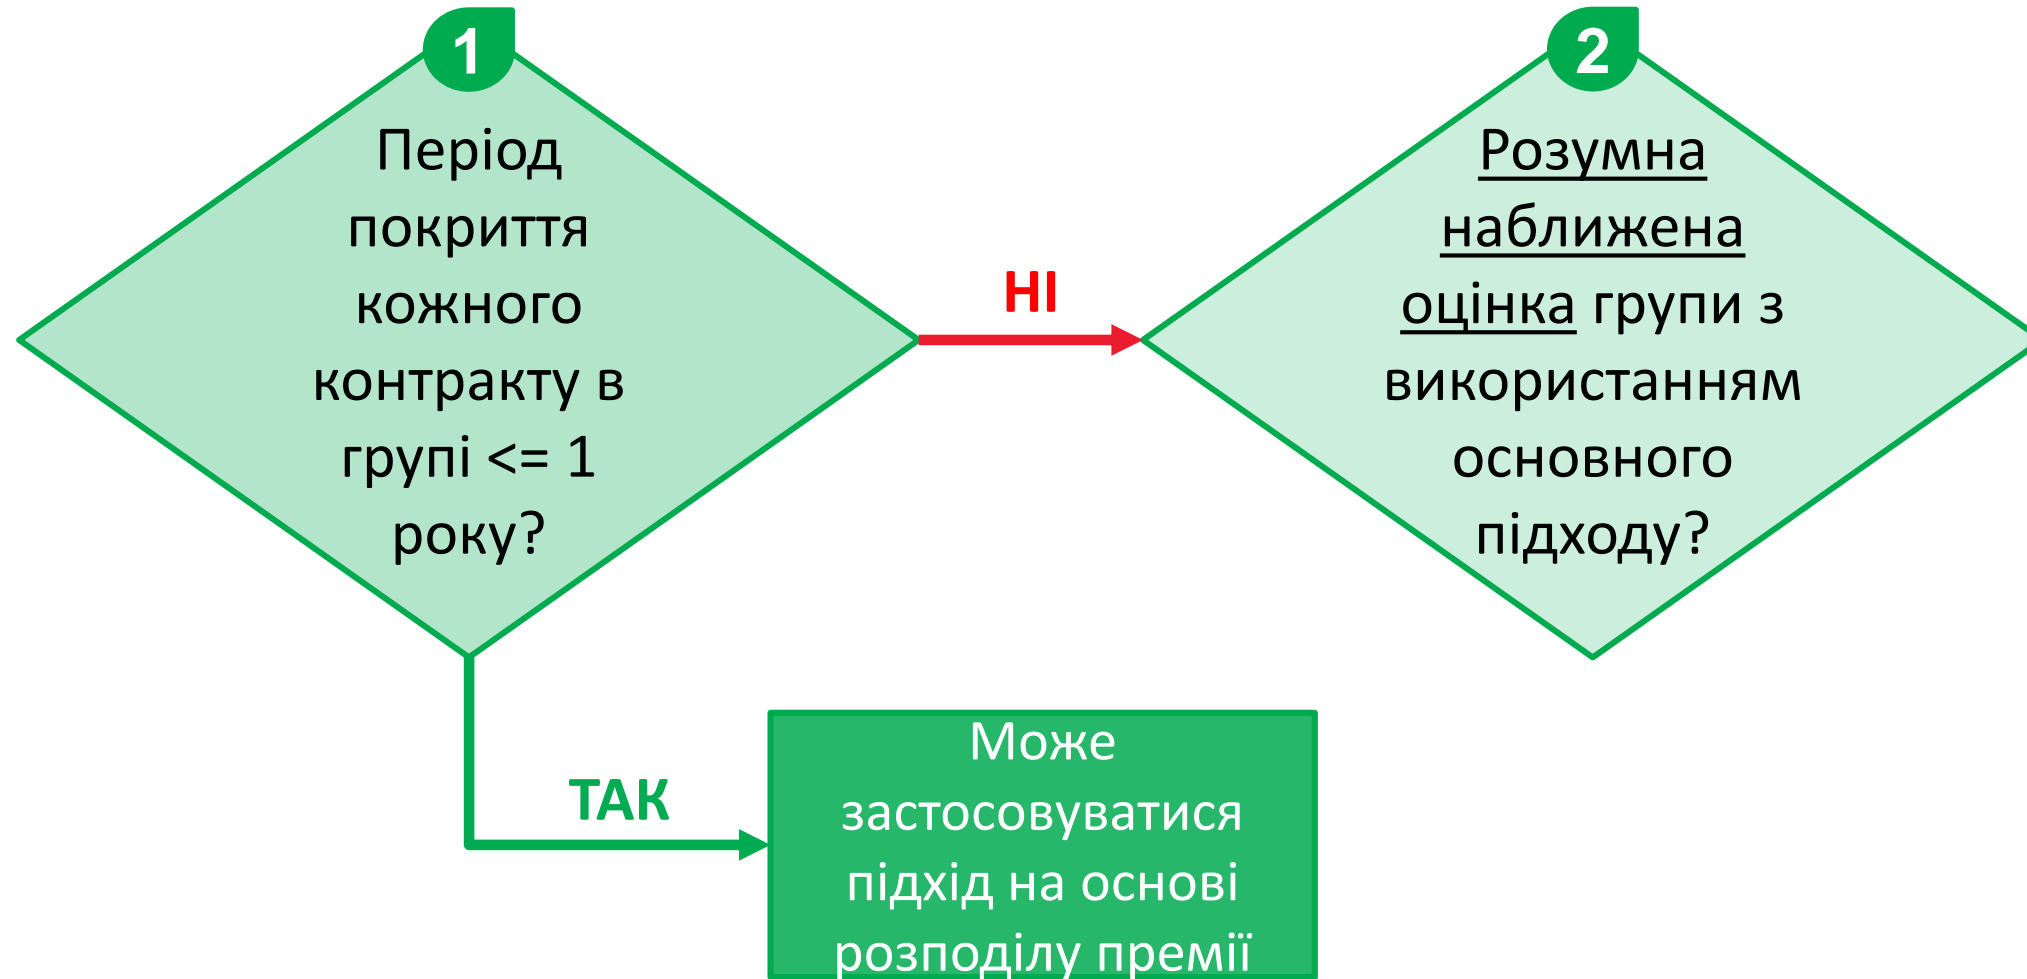 1
Період
покриття
кожного
контракту в
групі <= 1
року?
НІ
2
Розумна
наближена
оцінка групи з
використанням
основного
підходу?
ТАК
Може
застосовуватися
підхід на основі
розподілу премії